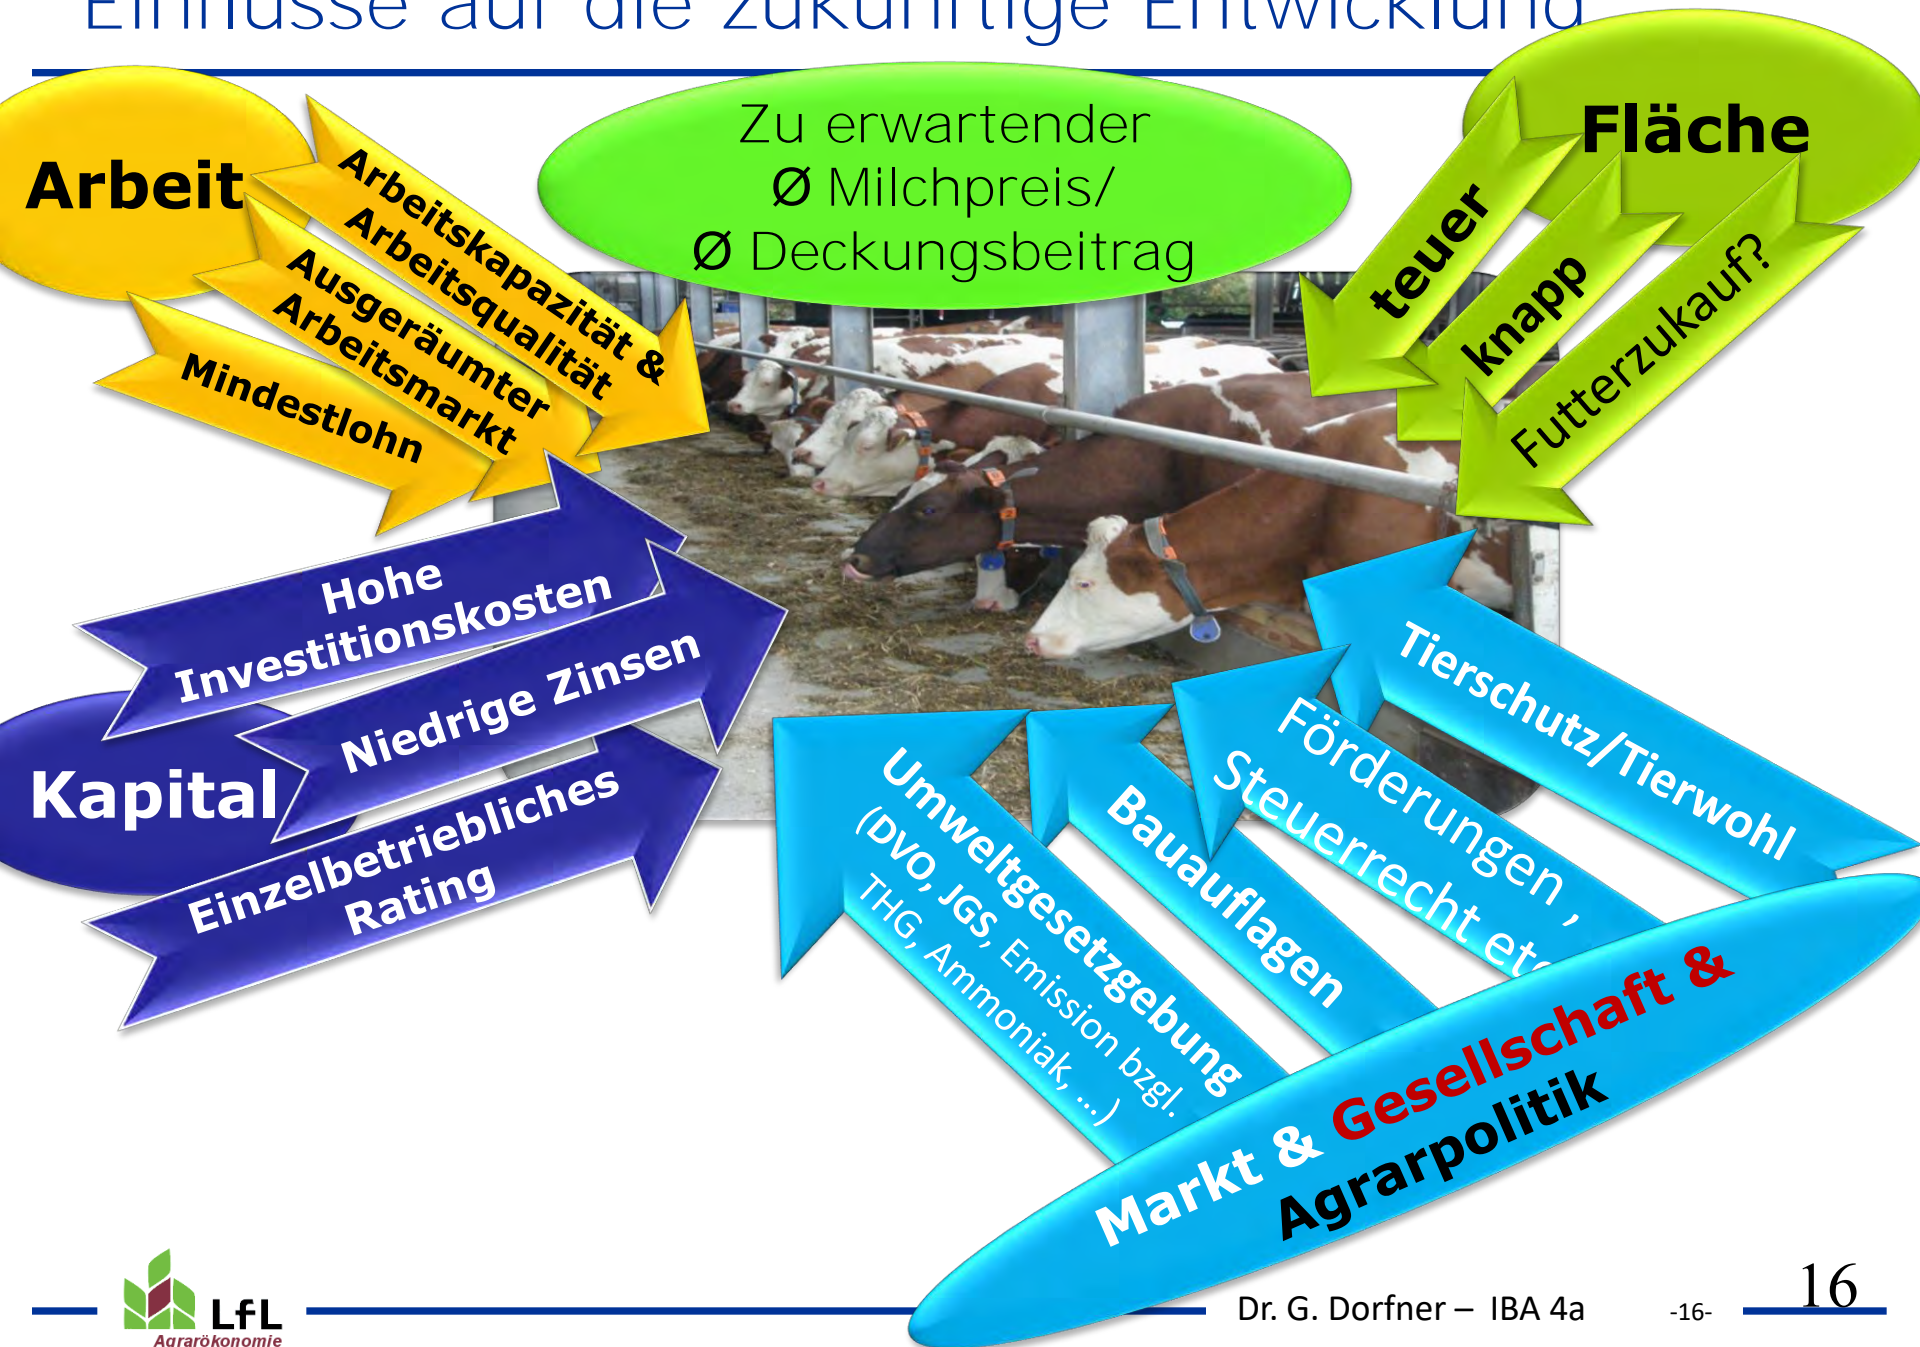 Einflüsse auf die zukünftige Entwicklung
Arbeit
Arbeitskapazität &
Arbeitsqualität
Ausgeräumter
Arbeitsmarkt
Mindestlohn
Zu erwartender
Ø Milchpreis/
Ø Deckungsbeitrag
Fläche
teuer
knapp
Futterzukauf?
Hohe
Investitionskosten
Niedrige Zinsen
Kapital
Einzelbetriebliches
Rating
Tierschutz/Tierwohl
Förderungen ,
Steuerrecht etc
Bauauflagen
Umweltgesetzgebung
(DVO, JGS, Emission bzgl.
THG, Ammoniak, ...)
Markt & Gesellschaft &
Agrarpolitik
LfL
Agrarökonomie
Dr. G. Dorfner – IBA 4a
-16-
16